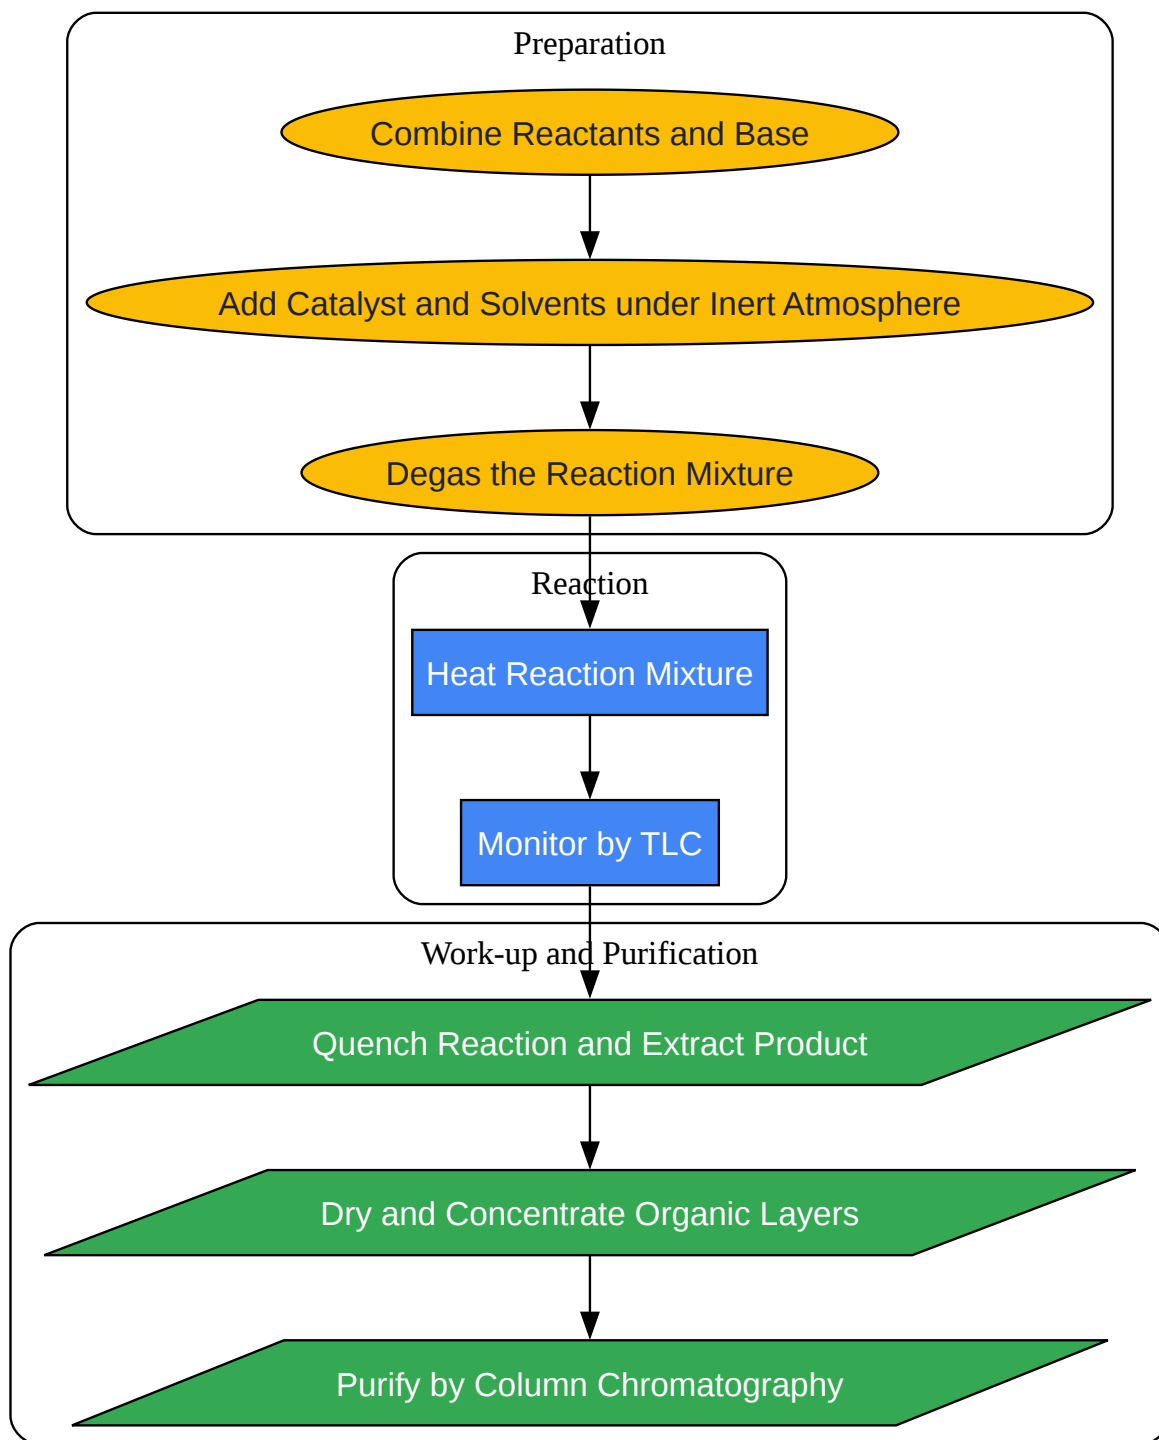 Preparation
Combine Reactants and Base
Add Catalyst and Solvents under Inert Atmosphere
Degas the Reaction Mixture
Reaction
Heat Reaction Mixture
Monitor by TLC
Work-up and Purification
Quench Reaction and Extract Product
Dry and Concentrate Organic Layers
Purify by Column Chromatography